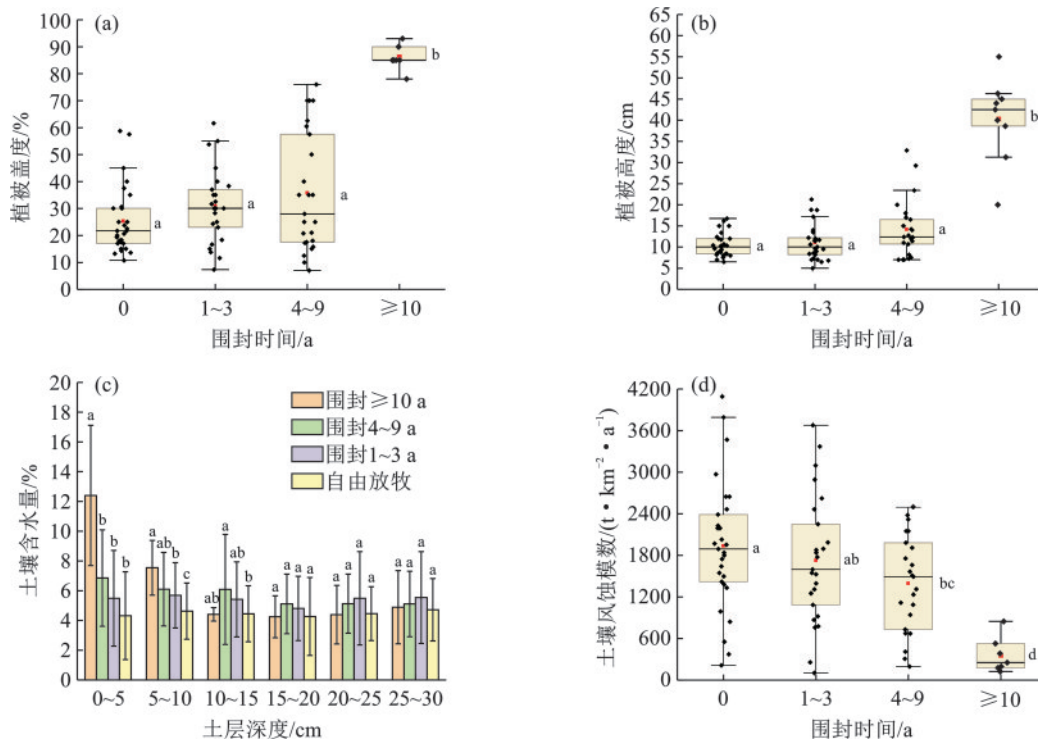 (a)
植被盖度/%
100
90
80
70
60
50
40
30
20
10
0
a
a
a
b
0
1~3
4~9
≥10
围封时间/a
(b)
植被高度/cm
65
60
55
50
45
40
35
30
25
20
15
10
5
0
a
a
a
b
0
1~3
4~9
≥10
围封时间/a
(c)
土壤含水量/%
20
18
16
14
12
10
8
6
4
2
0
围封≥10 a
围封4~9 a
围封1~3 a
自由放牧
a
b
b
b
a
ab
b
c
ab
a
ab
b
a
a
a
a
a
a
a
a
a
a
a
a
0~5
5~10
10~15
15~20
20~25
25~30
土层深度/cm
(d)
土壤风蚀模数/(t·km⁻²·a⁻¹)
4200
3600
3000
2400
1800
1200
600
0
a
ab
bc
d
0
1~3
4~9
≥10
围封时间/a